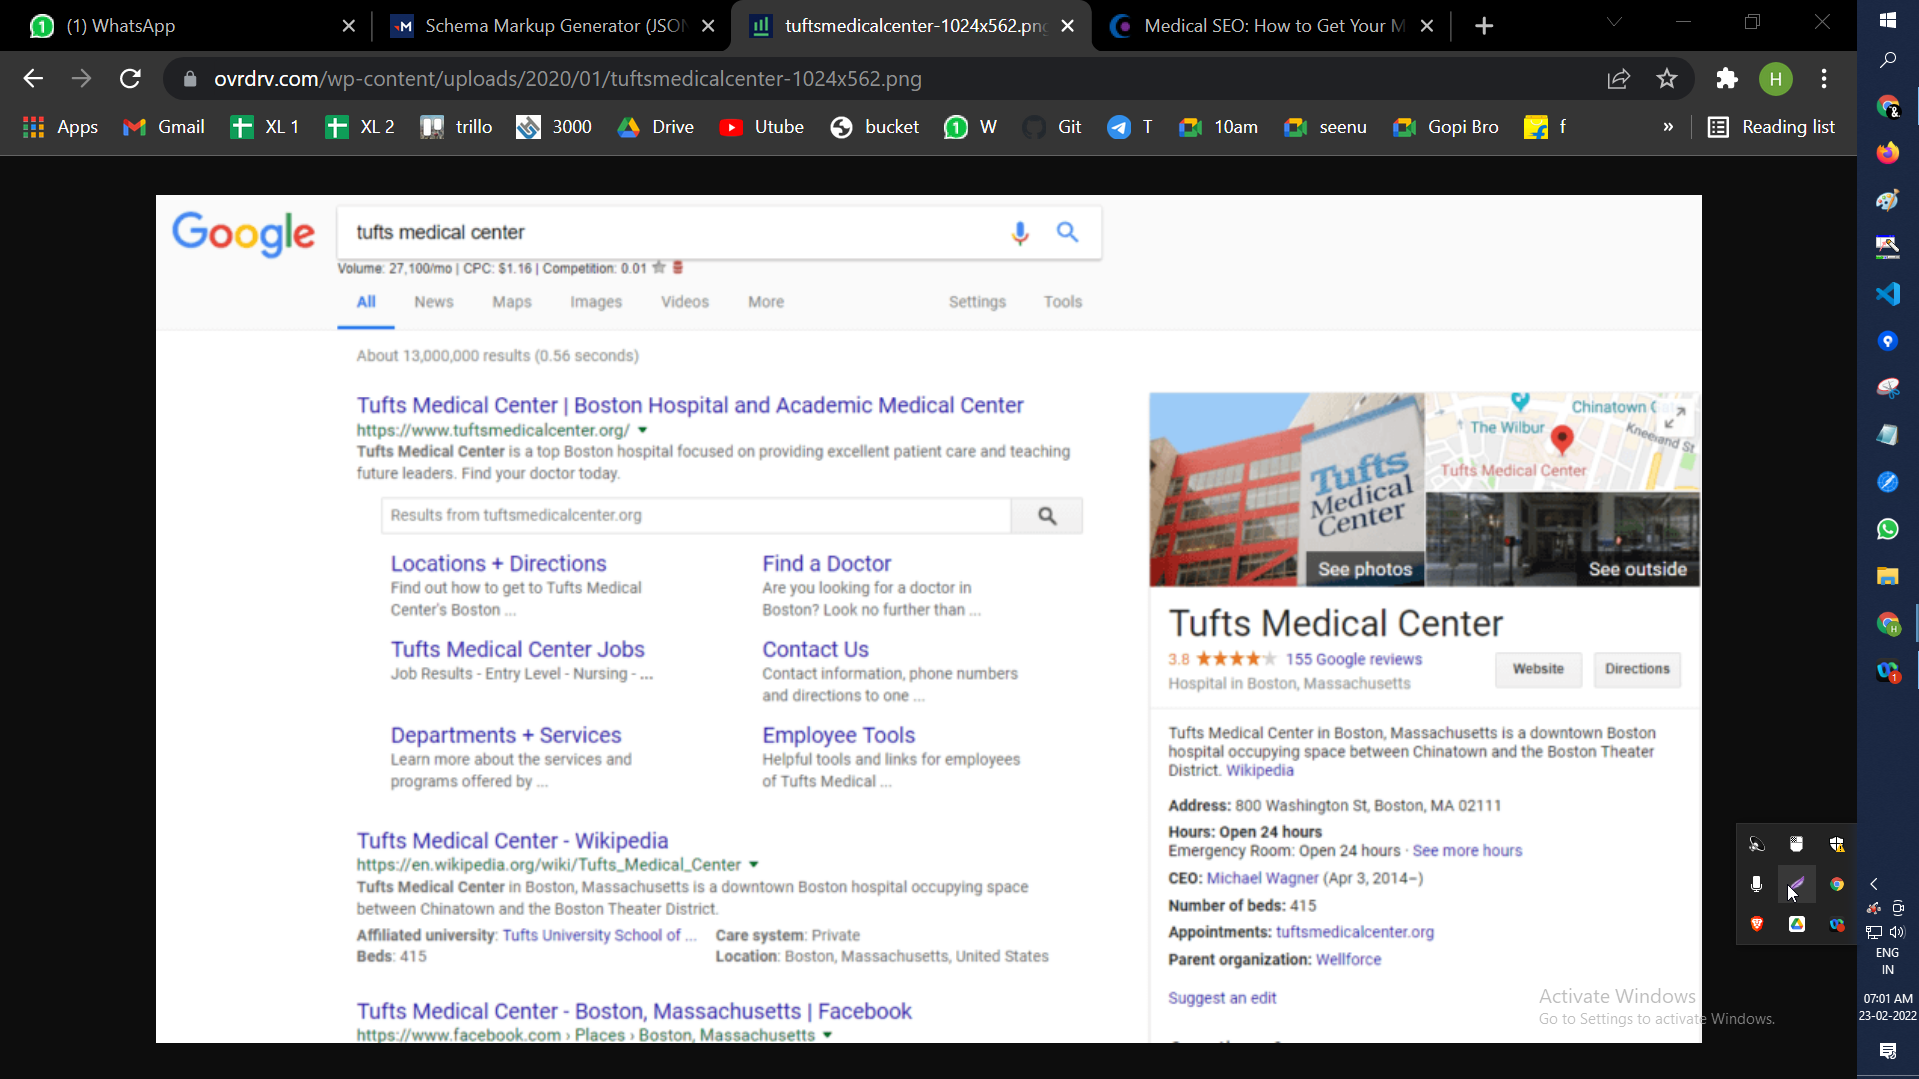 (1) WhatsApp
Schema Markup Generator (JSON
tuftsmedicalcenter-1024x562.png
Medical SEO: How to Get Your M
ovrdrv.com/wp-content/uploads/2020/01/tuftsmedicalcenter-1024x562.png
H
Apps
Gmail
XL 1
XL 2
trillo
3000
Drive
Utube
bucket
W
Git
T
10am
seenu
Gopi Bro
f
»
Reading list
Google
tufts medical center
Volume: 27,100/mo | CPC: $1.16 | Competition: 0.01
All News Maps Images Videos More Settings Tools
About 13,000,000 results (0.56 seconds)
Tufts Medical Center | Boston Hospital and Academic Medical Center
https://www.tuftsmedicalcenter.org/
Tufts Medical Center is a top Boston hospital focused on providing excellent patient care and teaching
future leaders. Find your doctor today.
Results from tuftsmedicalcenter.org
Locations + Directions
Find out how to get to Tufts Medical
Center's Boston ...
Find a Doctor
Are you looking for a doctor in
Boston? Look no further than ...
Tufts Medical Center Jobs
Job Results - Entry Level - Nursing - ...
Contact Us
Contact information, phone numbers
and directions to one ...
Departments + Services
Learn more about the services and
programs offered by ...
Employee Tools
Helpful tools and links for employees
of Tufts Medical ...
Tufts Medical Center - Wikipedia
https://en.wikipedia.org/wiki/Tufts_Medical_Center
Tufts Medical Center in Boston, Massachusetts is a downtown Boston hospital occupying space
between Chinatown and the Boston Theater District.
Affiliated university: Tufts University School of ... Care system: Private
Beds: 415 Location: Boston, Massachusetts, United States
Tufts Medical Center - Boston, Massachusetts | Facebook
https://www.facebook.com › Places › Boston, Massachusetts
Tufts
Medical
Center
See photos
Chinatown
The Wilbur
Kneeland St
Tufts Medical Center
See outside
Tufts Medical Center
3.8 155 Google reviews
Hospital in Boston, Massachusetts
Website
Directions
Tufts Medical Center in Boston, Massachusetts is a downtown Boston
hospital occupying space between Chinatown and the Boston Theater
District. Wikipedia
Address: 800 Washington St, Boston, MA 02111
Hours: Open 24 hours
Emergency Room: Open 24 hours · See more hours
CEO: Michael Wagner (Apr 3, 2014–)
Number of beds: 415
Appointments: tuftsmedicalcenter.org
Parent organization: Wellforce
Suggest an edit
Activate Windows
Go to Settings to activate Windows.
ENG
IN
07:01 AM
23-02-2022